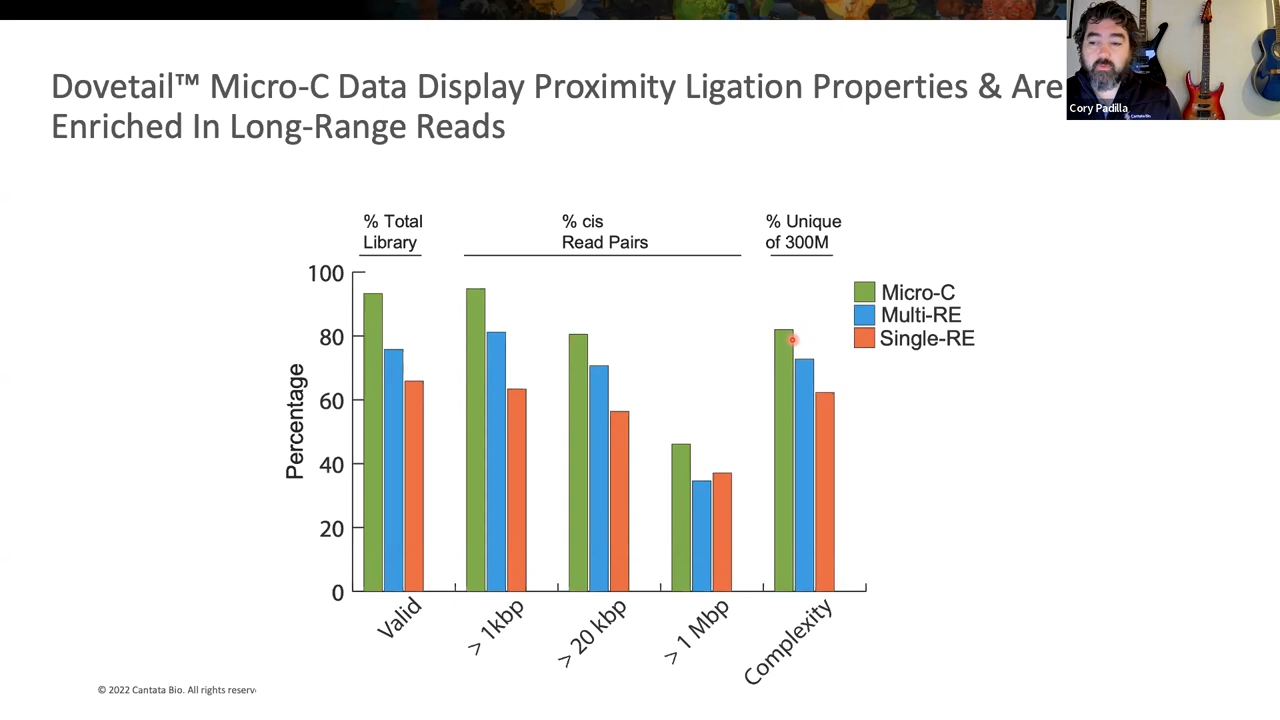 Dovetail™ Micro-C Data Display Proximity Ligation Properties & Are
Enriched In Long-Range Reads
Cory Padilla
Cantata Bio
% Total
Library
% cis
Read Pairs
% Unique
of 300M
Percentage
100
80
60
40
20
0
Valid
> 1kbp
> 20 kbp
> 1 Mbp
Complexity
Micro-C
Multi-RE
Single-RE
© 2022 Cantata Bio. All rights reserv